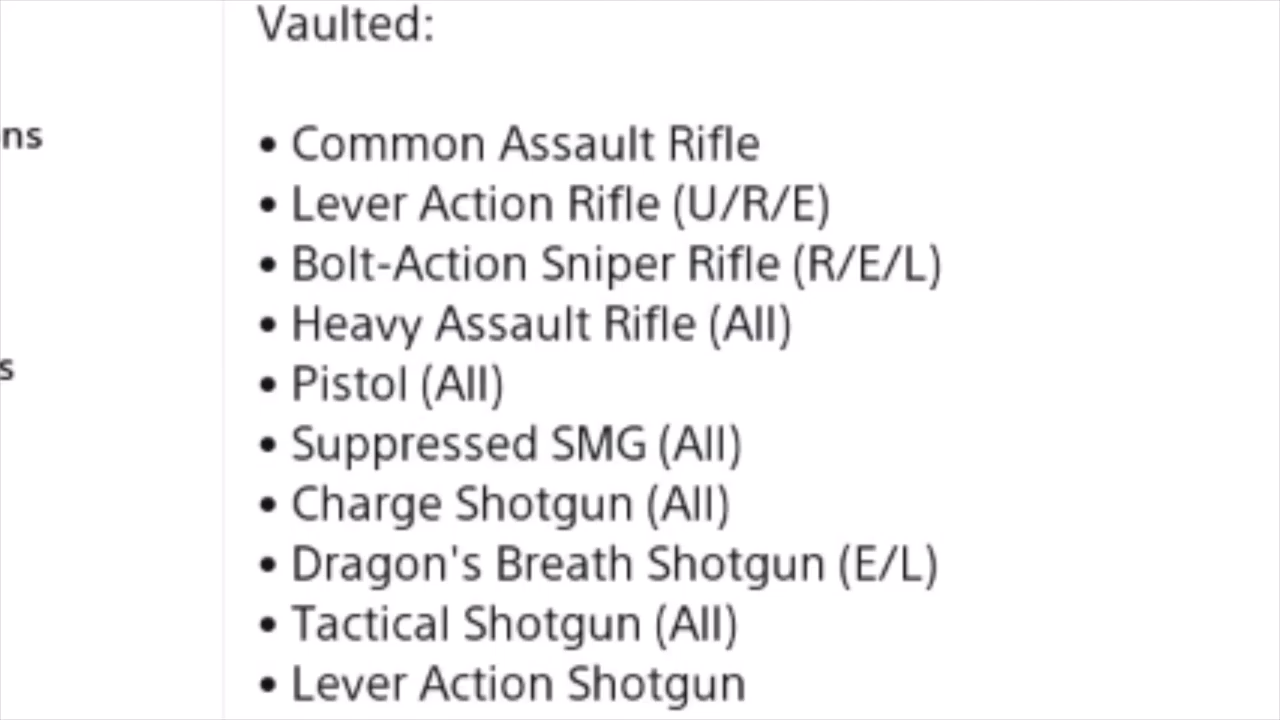 Vaulted:
ns
• Common Assault Rifle
• Lever Action Rifle (U/R/E)
• Bolt-Action Sniper Rifle (R/E/L)
• Heavy Assault Rifle (All)
s
• Pistol (All)
• Suppressed SMG (All)
• Charge Shotgun (All)
• Dragon's Breath Shotgun (E/L)
• Tactical Shotgun (All)
• Lever Action Shotgun